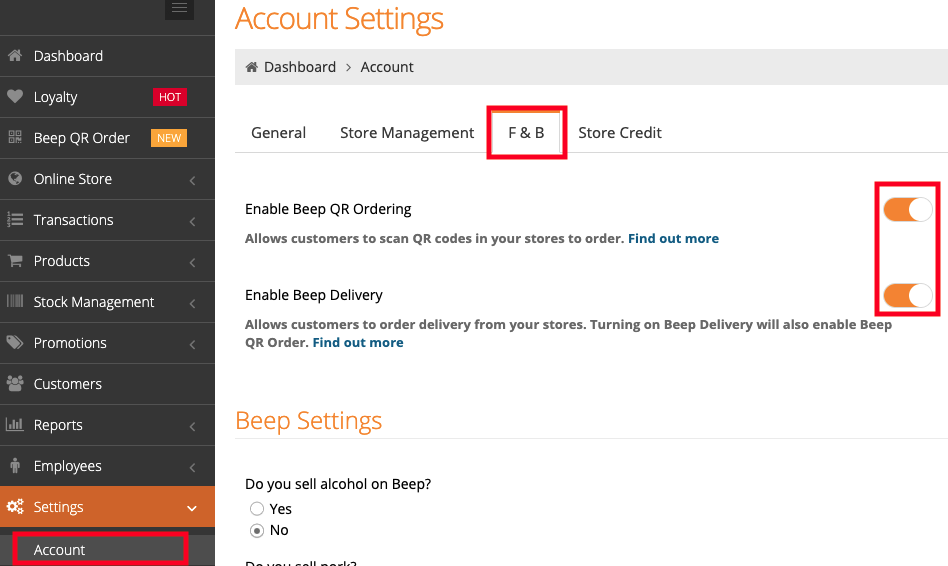 Account Settings
Dashboard > Account
General Store Management F & B Store Credit
Enable Beep QR Ordering
Allows customers to scan QR codes in your stores to order. Find out more
Enable Beep Delivery
Allows customers to order delivery from your stores. Turning on Beep Delivery will also enable Beep
QR Order. Find out more
Beep Settings
Do you sell alcohol on Beep?
Yes
No
Do you sell pork?
Dashboard
Loyalty HOT
Beep QR Order NEW
Online Store
Transactions
Products
Stock Management
Promotions
Customers
Reports
Employees
Settings
Account